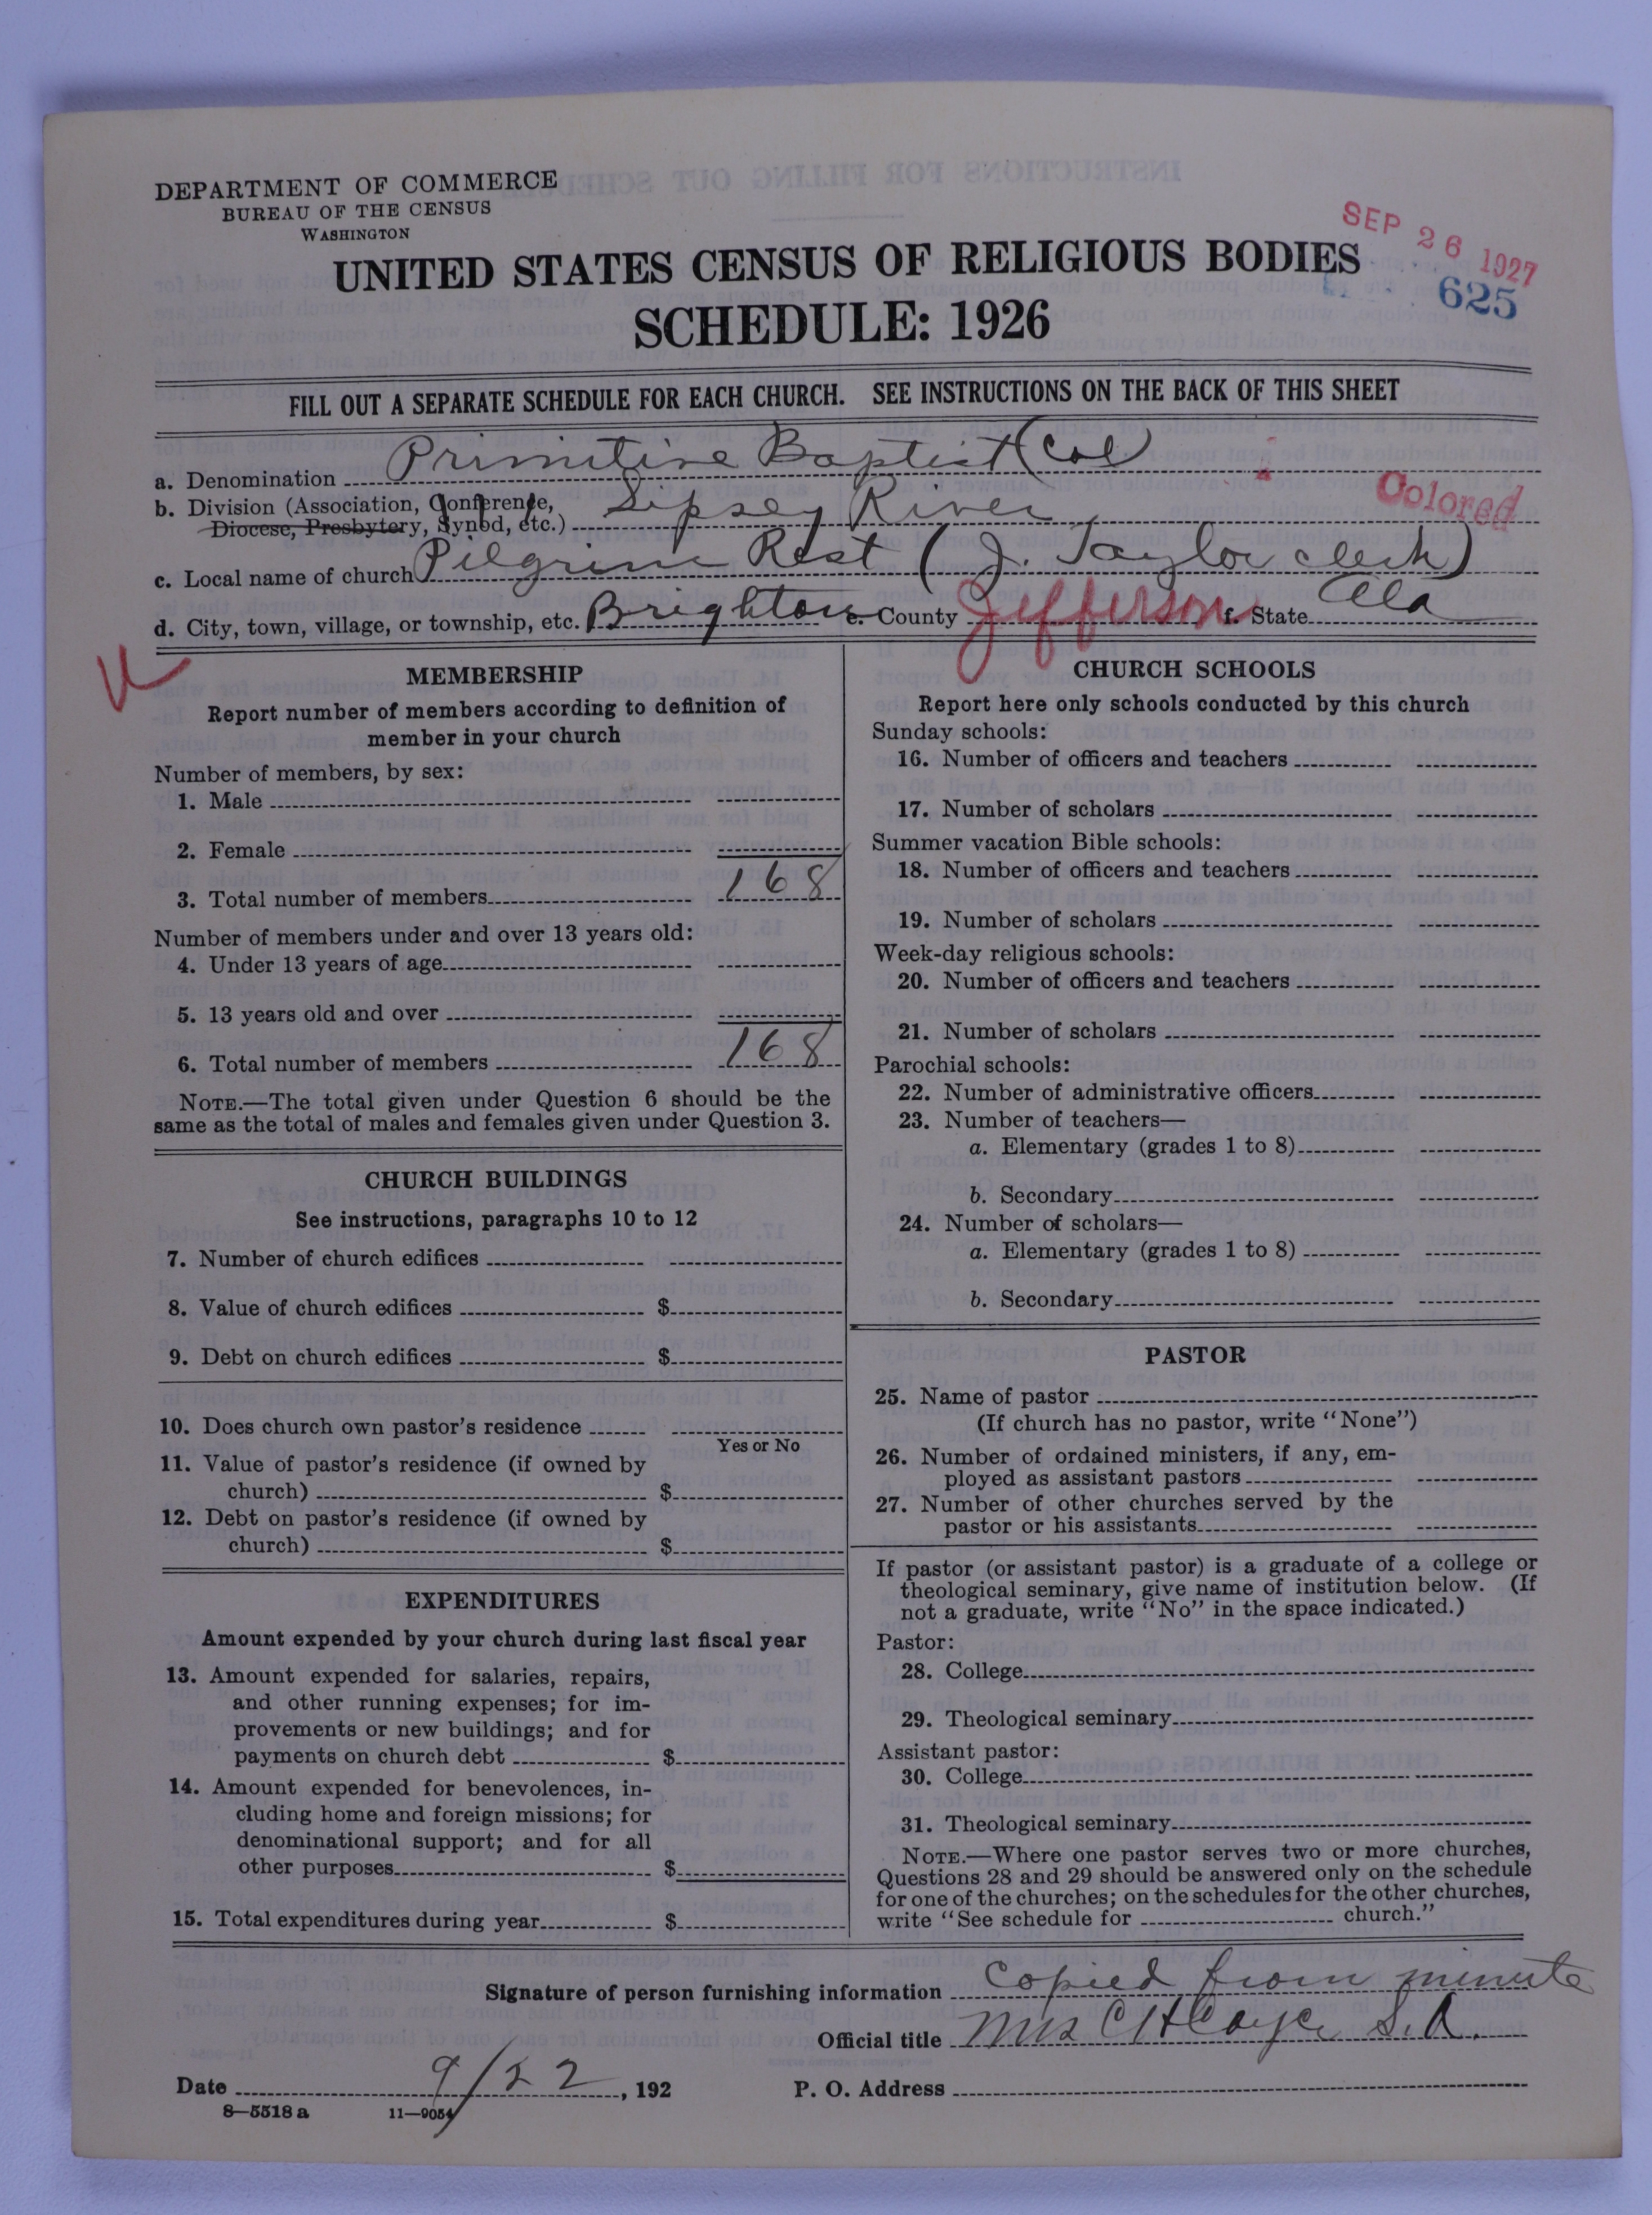 DEPARTMENT OF COMMERCE
BUREAU OF THE CENSUS
WASHINGTON
SEP 26 1927
UNITED STATES CENSUS OF RELIGIOUS BODIES
625
SCHEDULE: 1926
FILL OUT A SEPARATE SCHEDULE FOR EACH CHURCH. SEE INSTRUCTIONS ON THE BACK OF THIS SHEET
a. Denomination Primitive Baptist (Col)
Colored
b. Division (Association, Conference,
Diocese, Presbytery, Synod, etc.) Sipsey River
c. Local name of church Pilgrim Rest (J. Taylor clerk)
d. City, town, village, or township, etc. Brighton e. County Jefferson f. State Ala
MEMBERSHIP
Report number of members according to definition of
member in your church
Number of members, by sex:
1. Male
2. Female
3. Total number of members 168
Number of members under and over 13 years old:
4. Under 13 years of age
5. 13 years old and over
6. Total number of members 168
NOTE.—The total given under Question 6 should be the
same as the total of males and females given under Question 3.
CHURCH BUILDINGS
See instructions, paragraphs 10 to 12
7. Number of church edifices
8. Value of church edifices $
9. Debt on church edifices $
10. Does church own pastor's residence
Yes or No
11. Value of pastor's residence (if owned by
church) $
12. Debt on pastor's residence (if owned by
church) $
EXPENDITURES
Amount expended by your church during last fiscal year
13. Amount expended for salaries, repairs,
and other running expenses; for im-
provements or new buildings; and for
payments on church debt $
14. Amount expended for benevolences, in-
cluding home and foreign missions; for
denominational support; and for all
other purposes $
15. Total expenditures during year $
CHURCH SCHOOLS
Report here only schools conducted by this church
Sunday schools:
16. Number of officers and teachers
17. Number of scholars
Summer vacation Bible schools:
18. Number of officers and teachers
19. Number of scholars
Week-day religious schools:
20. Number of officers and teachers
21. Number of scholars
Parochial schools:
22. Number of administrative officers
23. Number of teachers—
a. Elementary (grades 1 to 8)
b. Secondary
24. Number of scholars—
a. Elementary (grades 1 to 8)
b. Secondary
PASTOR
25. Name of pastor
(If church has no pastor, write "None")
26. Number of ordained ministers, if any, em-
ployed as assistant pastors
27. Number of other churches served by the
pastor or his assistants
If pastor (or assistant pastor) is a graduate of a college or
theological seminary, give name of institution below. (If
not a graduate, write "No" in the space indicated.)
Pastor:
28. College
29. Theological seminary
Assistant pastor:
30. College
31. Theological seminary
NOTE.—Where one pastor serves two or more churches,
Questions 28 and 29 should be answered only on the schedule
for one of the churches; on the schedules for the other churches,
write "See schedule for church."
Signature of person furnishing information copied from minute
Official title Mrs C H Cayce S.A.
Date 9/22, 192 P. O. Address
8—5518 a 11—9054